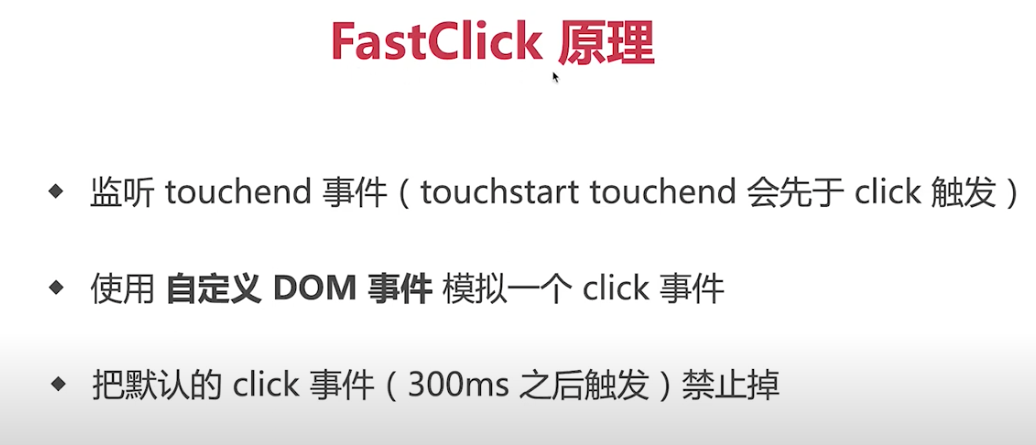 FastClick 原理
监听 touchend 事件（touchstart touchend 会先于 click 触发）
使用 自定义 DOM 事件 模拟一个 click 事件
把默认的 click 事件（300ms 之后触发）禁止掉